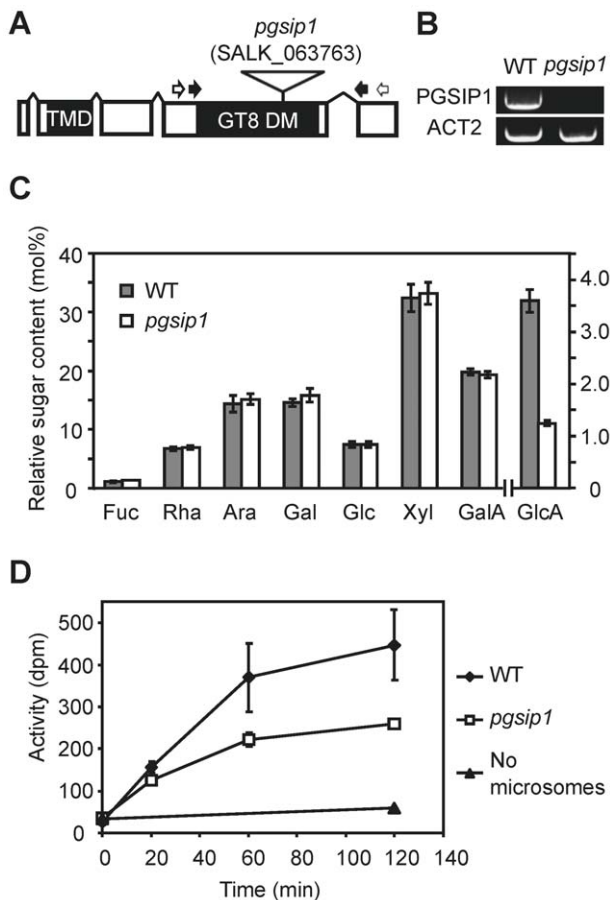 A
pgsip1
(SALK_063763)
TMD
GT8 DM
B
WT pgsip1
PGSIP1
ACT2
C
Relative sugar content (mol%)
40
30
20
10
0
WT
pgsip1
4.0
3.0
2.0
1.0
0
Fuc Rha Ara Gal Glc Xyl GalA GlcA
D
Activity (dpm)
500
400
300
200
100
0
0 20 40 60 80 100 120 140
Time (min)
WT
pgsip1
No
microsomes